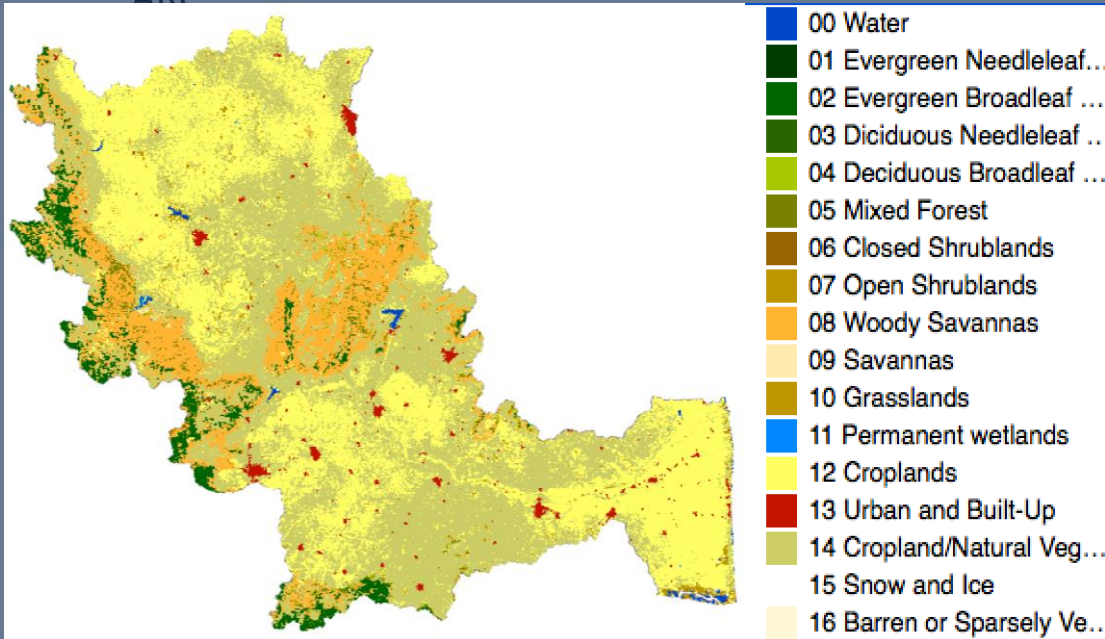 00 Water
01 Evergreen Needleleaf...
02 Evergreen Broadleaf ...
03 Diciduous Needleleaf ..
04 Deciduous Broadleaf ...
05 Mixed Forest
06 Closed Shrublands
07 Open Shrublands
08 Woody Savannas
09 Savannas
10 Grasslands
11 Permanent wetlands
12 Croplands
13 Urban and Built-Up
14 Cropland/Natural Veg...
15 Snow and Ice
16 Barren or Sparsely Ve...